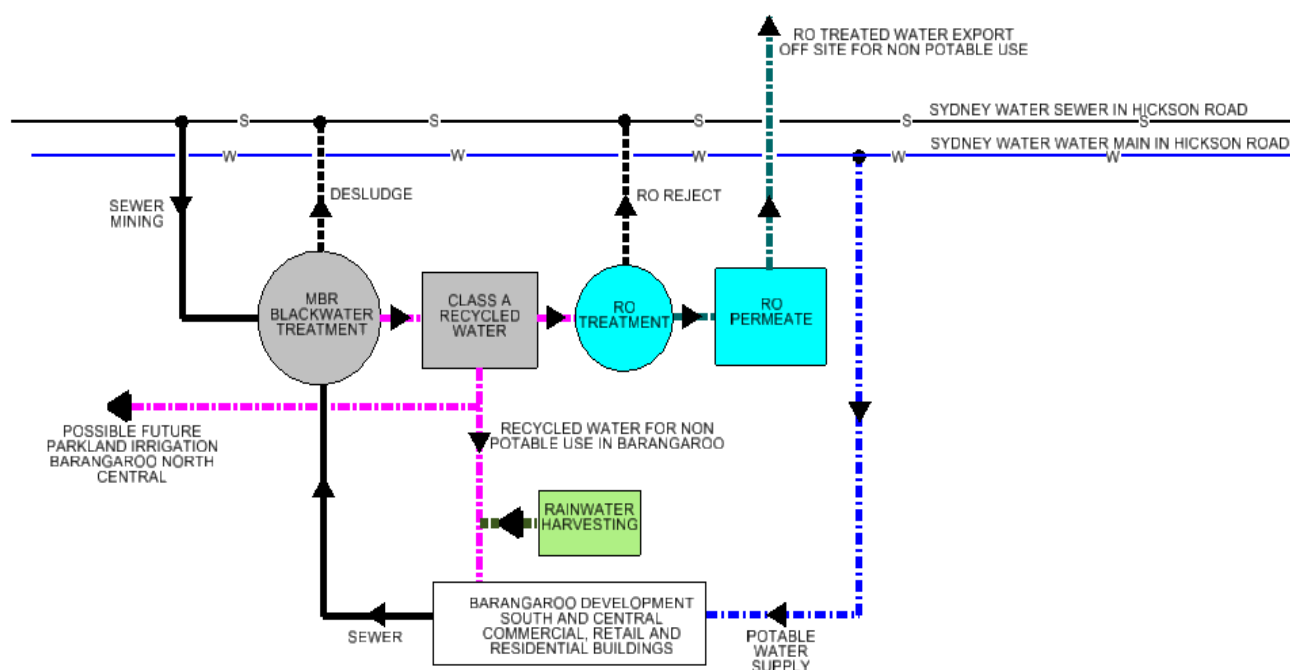 RO TREATED WATER EXPORT
OFF SITE FOR NON POTABLE USE
SYDNEY WATER SEWER IN HICKSON ROAD
S S S S S
SYDNEY WATER WATER MAIN IN HICKSON ROAD
W W W W W
SEWER
MINING
DESLUDGE
RO REJECT
MBR
BLACKWATER
TREATMENT
CLASS A
RECYCLED
WATER
RO
TREATMENT
RO
PERMEATE
POSSIBLE FUTURE
PARKLAND IRRIGATION
BARANGAROO NORTH
CENTRAL
RECYCLED WATER FOR NON
POTABLE USE IN BARANGAROO
RAINWATER
HARVESTING
BARANGAROO DEVELOPMENT
SOUTH AND CENTRAL
COMMERCIAL, RETAIL AND
RESIDENTIAL BUILDINGS
SEWER
POTABLE
WATER
SUPPLY